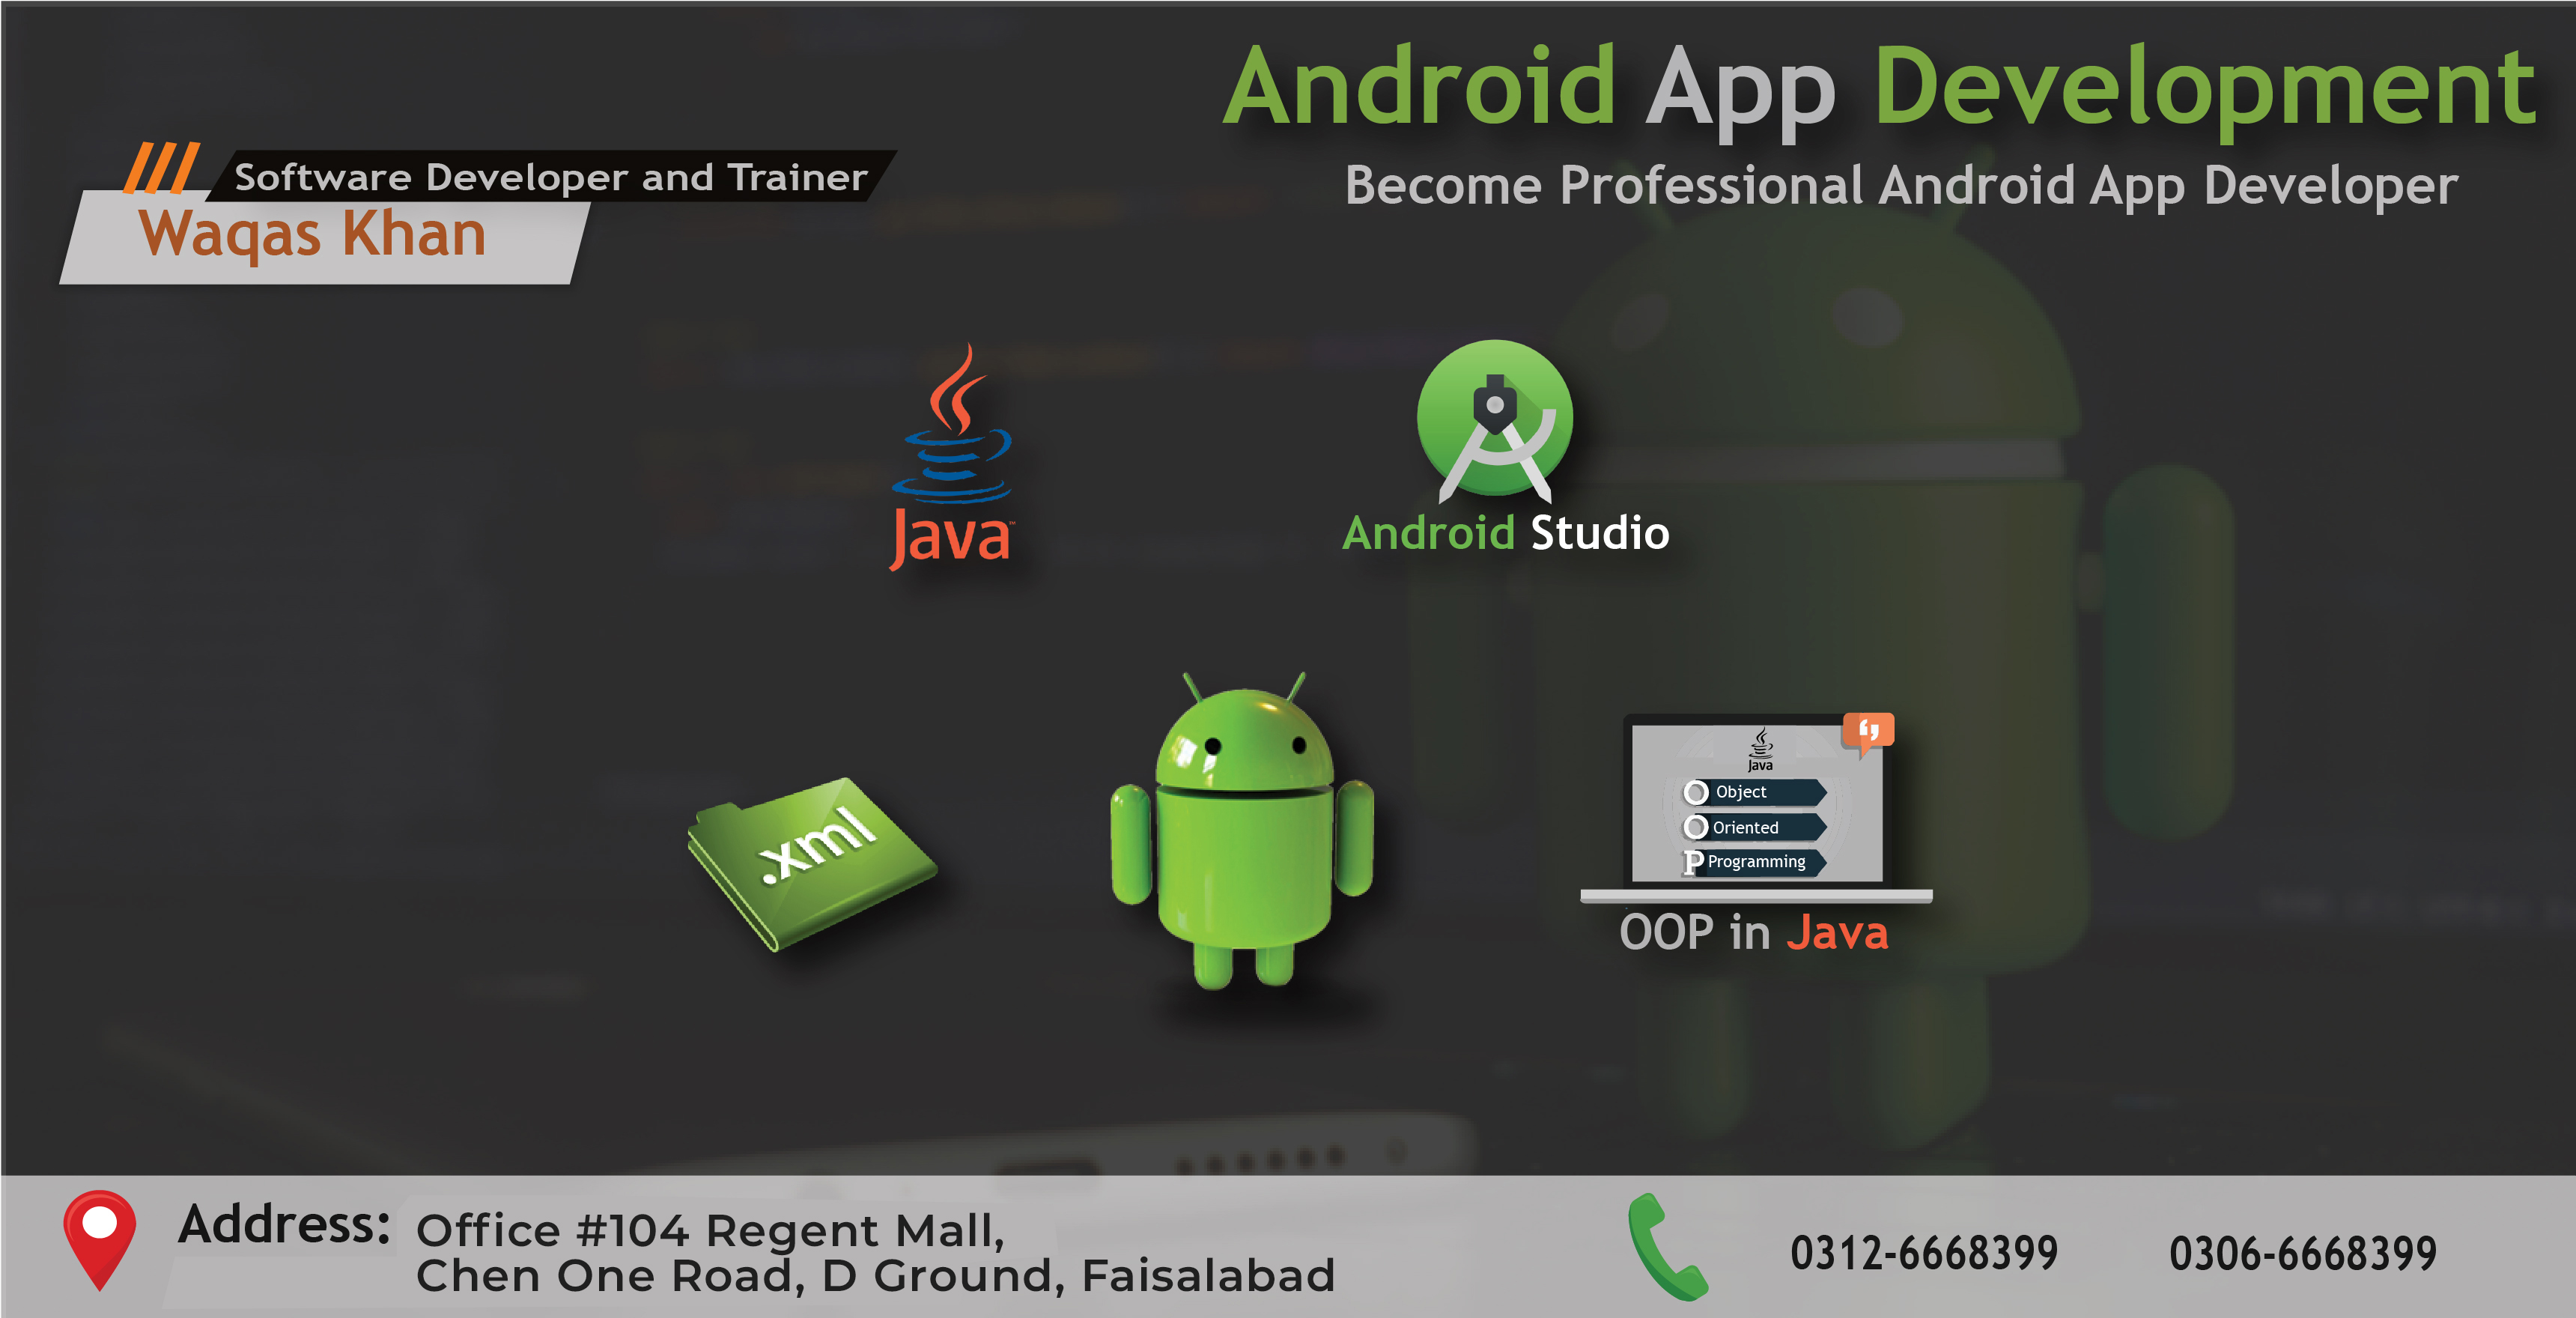 Android App Development
Become Professional Android App Developer
Software Developer and Trainer
Waqas Khan
Java™
Android Studio
.xml
Java
Object
Oriented
P Programming
OOP in Java
Address: Office #104 Regent Mall,
Chen One Road, D Ground, Faisalabad
0312-6668399 0306-6668399